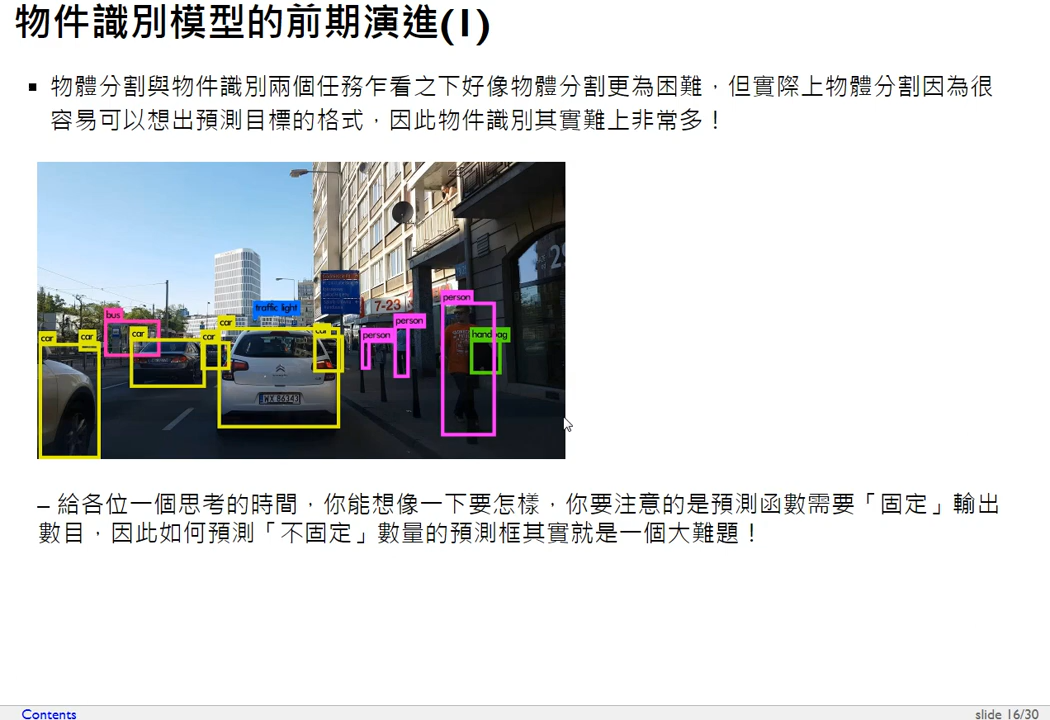 物件識別模型的前期演進(1)
物體分割與物件識別兩個任務乍看之下好像物體分割更為困難，但實際上物體分割因為很
容易可以想出預測目標的格式，因此物件識別其實難上非常多！
traffic light
person
bus
person
car
car
person
handbag
car
car
car
car
7-23
29
WX 86343
– 給各位一個思考的時間，你能想像一下要怎樣，你要注意的是預測函數需要「固定」輸出
數目，因此如何預測「不固定」數量的預測框其實就是一個大難題！
Contents
slide 16/30